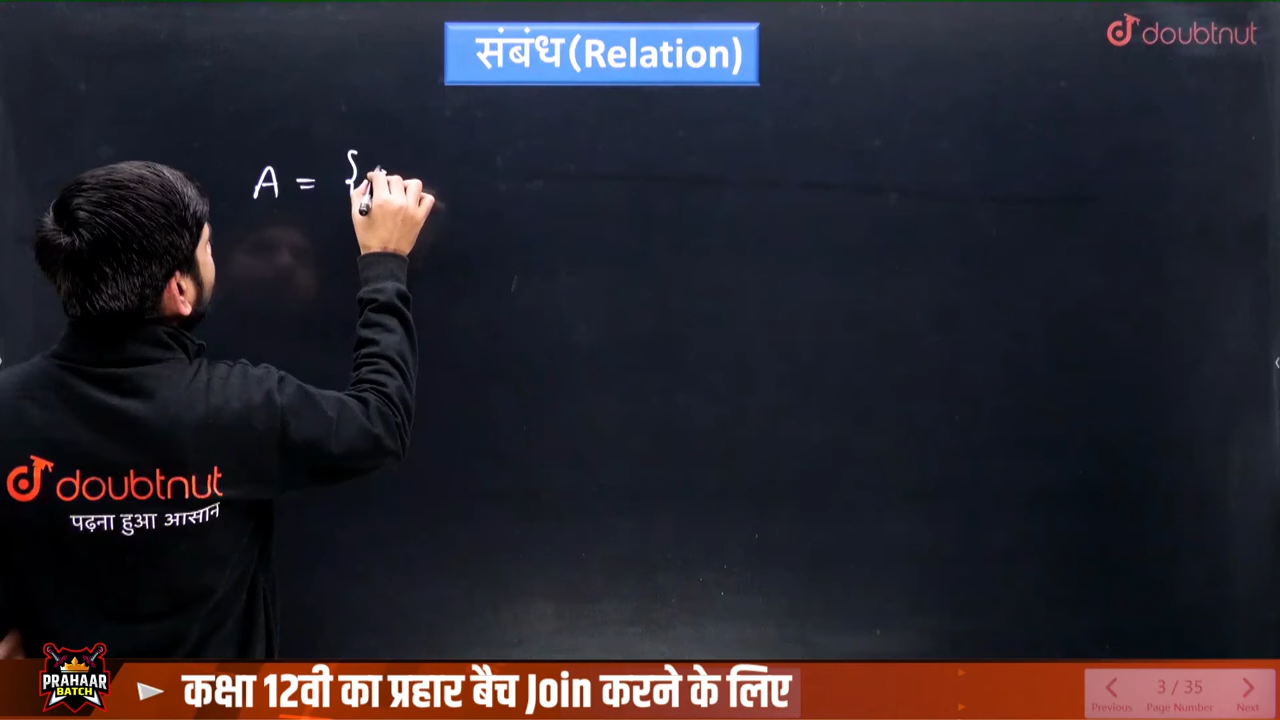 संबंध (Relation)
doubtnut
A = {
doubtnut
पढ़ना हुआ आसान
PRAHAAR
BATCH
कक्षा 12वी का प्रहार बैच Join करने के लिए
3 / 35
Previous Page Number Next